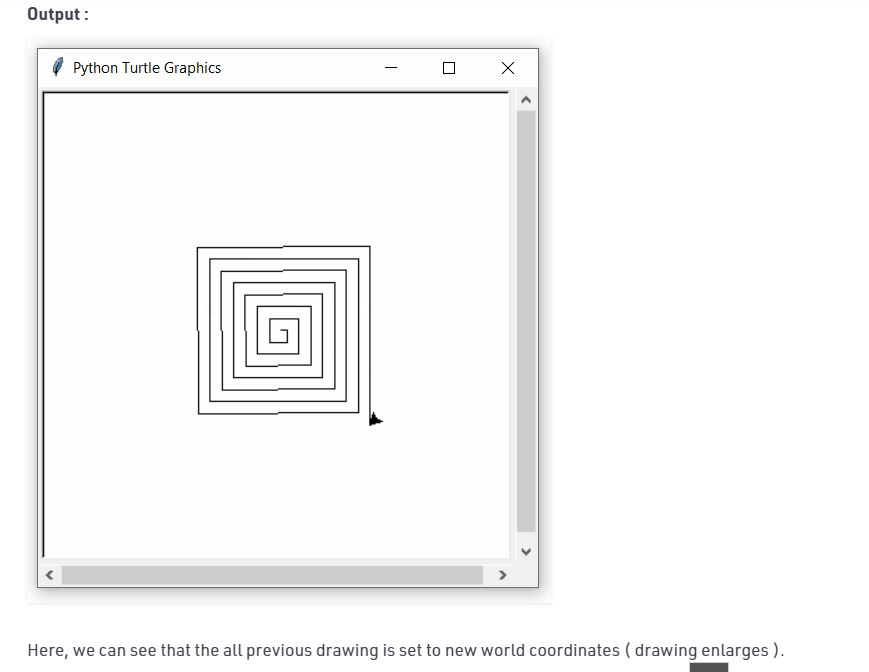 Output :
Python Turtle Graphics
Here, we can see that the all previous drawing is set to new world coordinates ( drawing enlarges ).